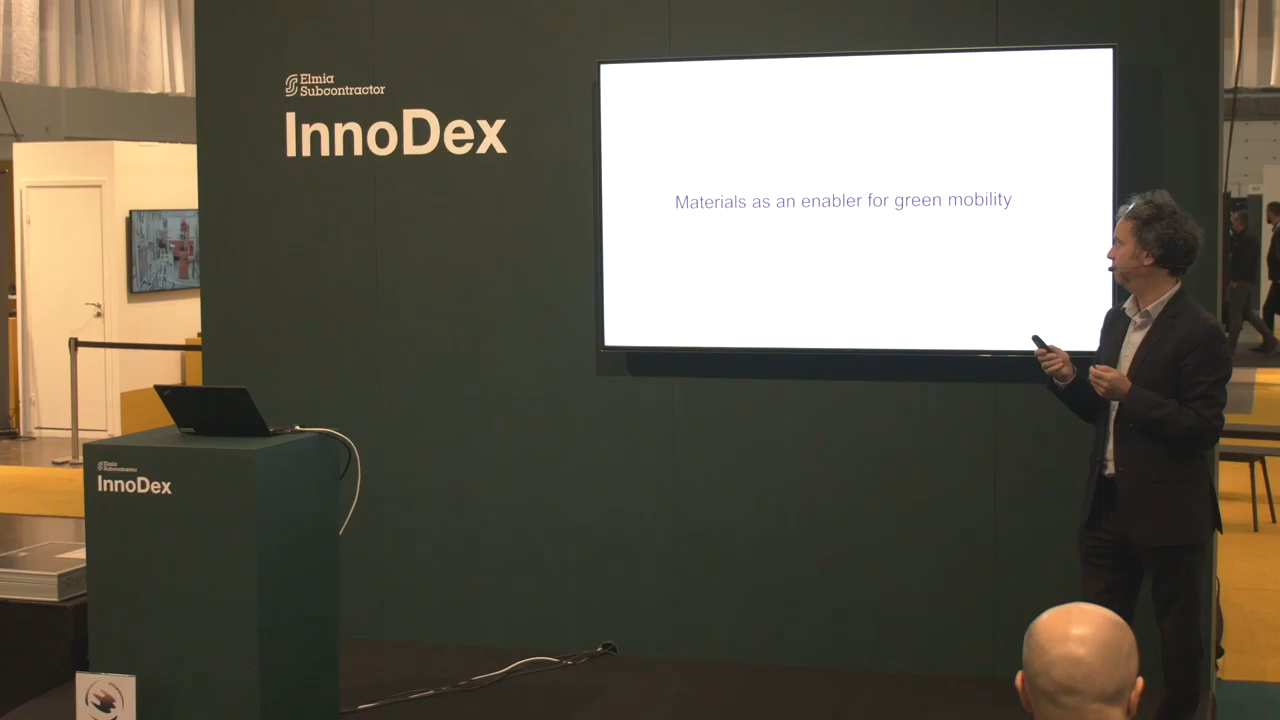 Elmia
Subcontractor
InnoDex
Materials as an enabler for green mobility
Elmia
Subcontractor
InnoDex